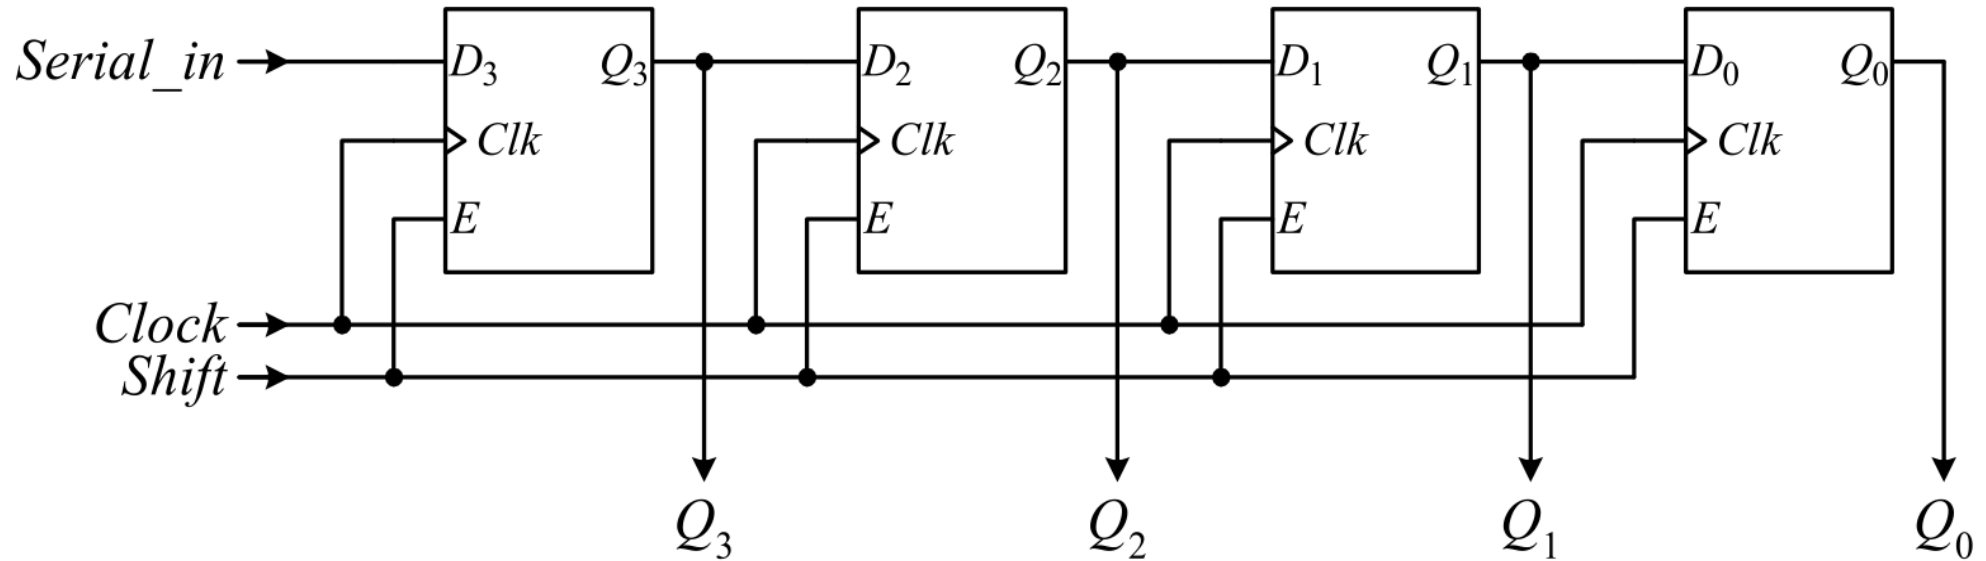 Serial_in D₃ Q₃ D₂ Q₂ D₁ Q₁ D₀ Q₀
Clk Clk Clk Clk
E E E E
Clock
Shift
Q₃ Q₂ Q₁ Q₀